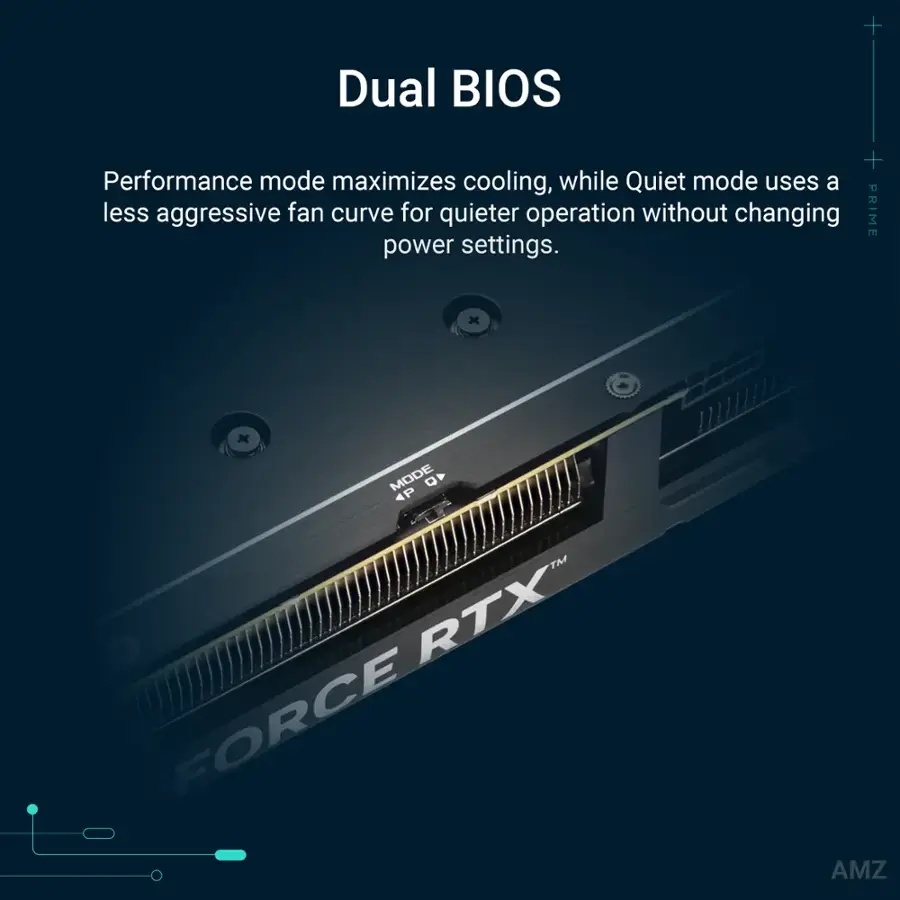 Dual BIOS
Performance mode maximizes cooling, while Quiet mode uses a
less aggressive fan curve for quieter operation without changing
power settings.
PRIME
MODE
◀P Q▶
FORCE RTX™
AMZ